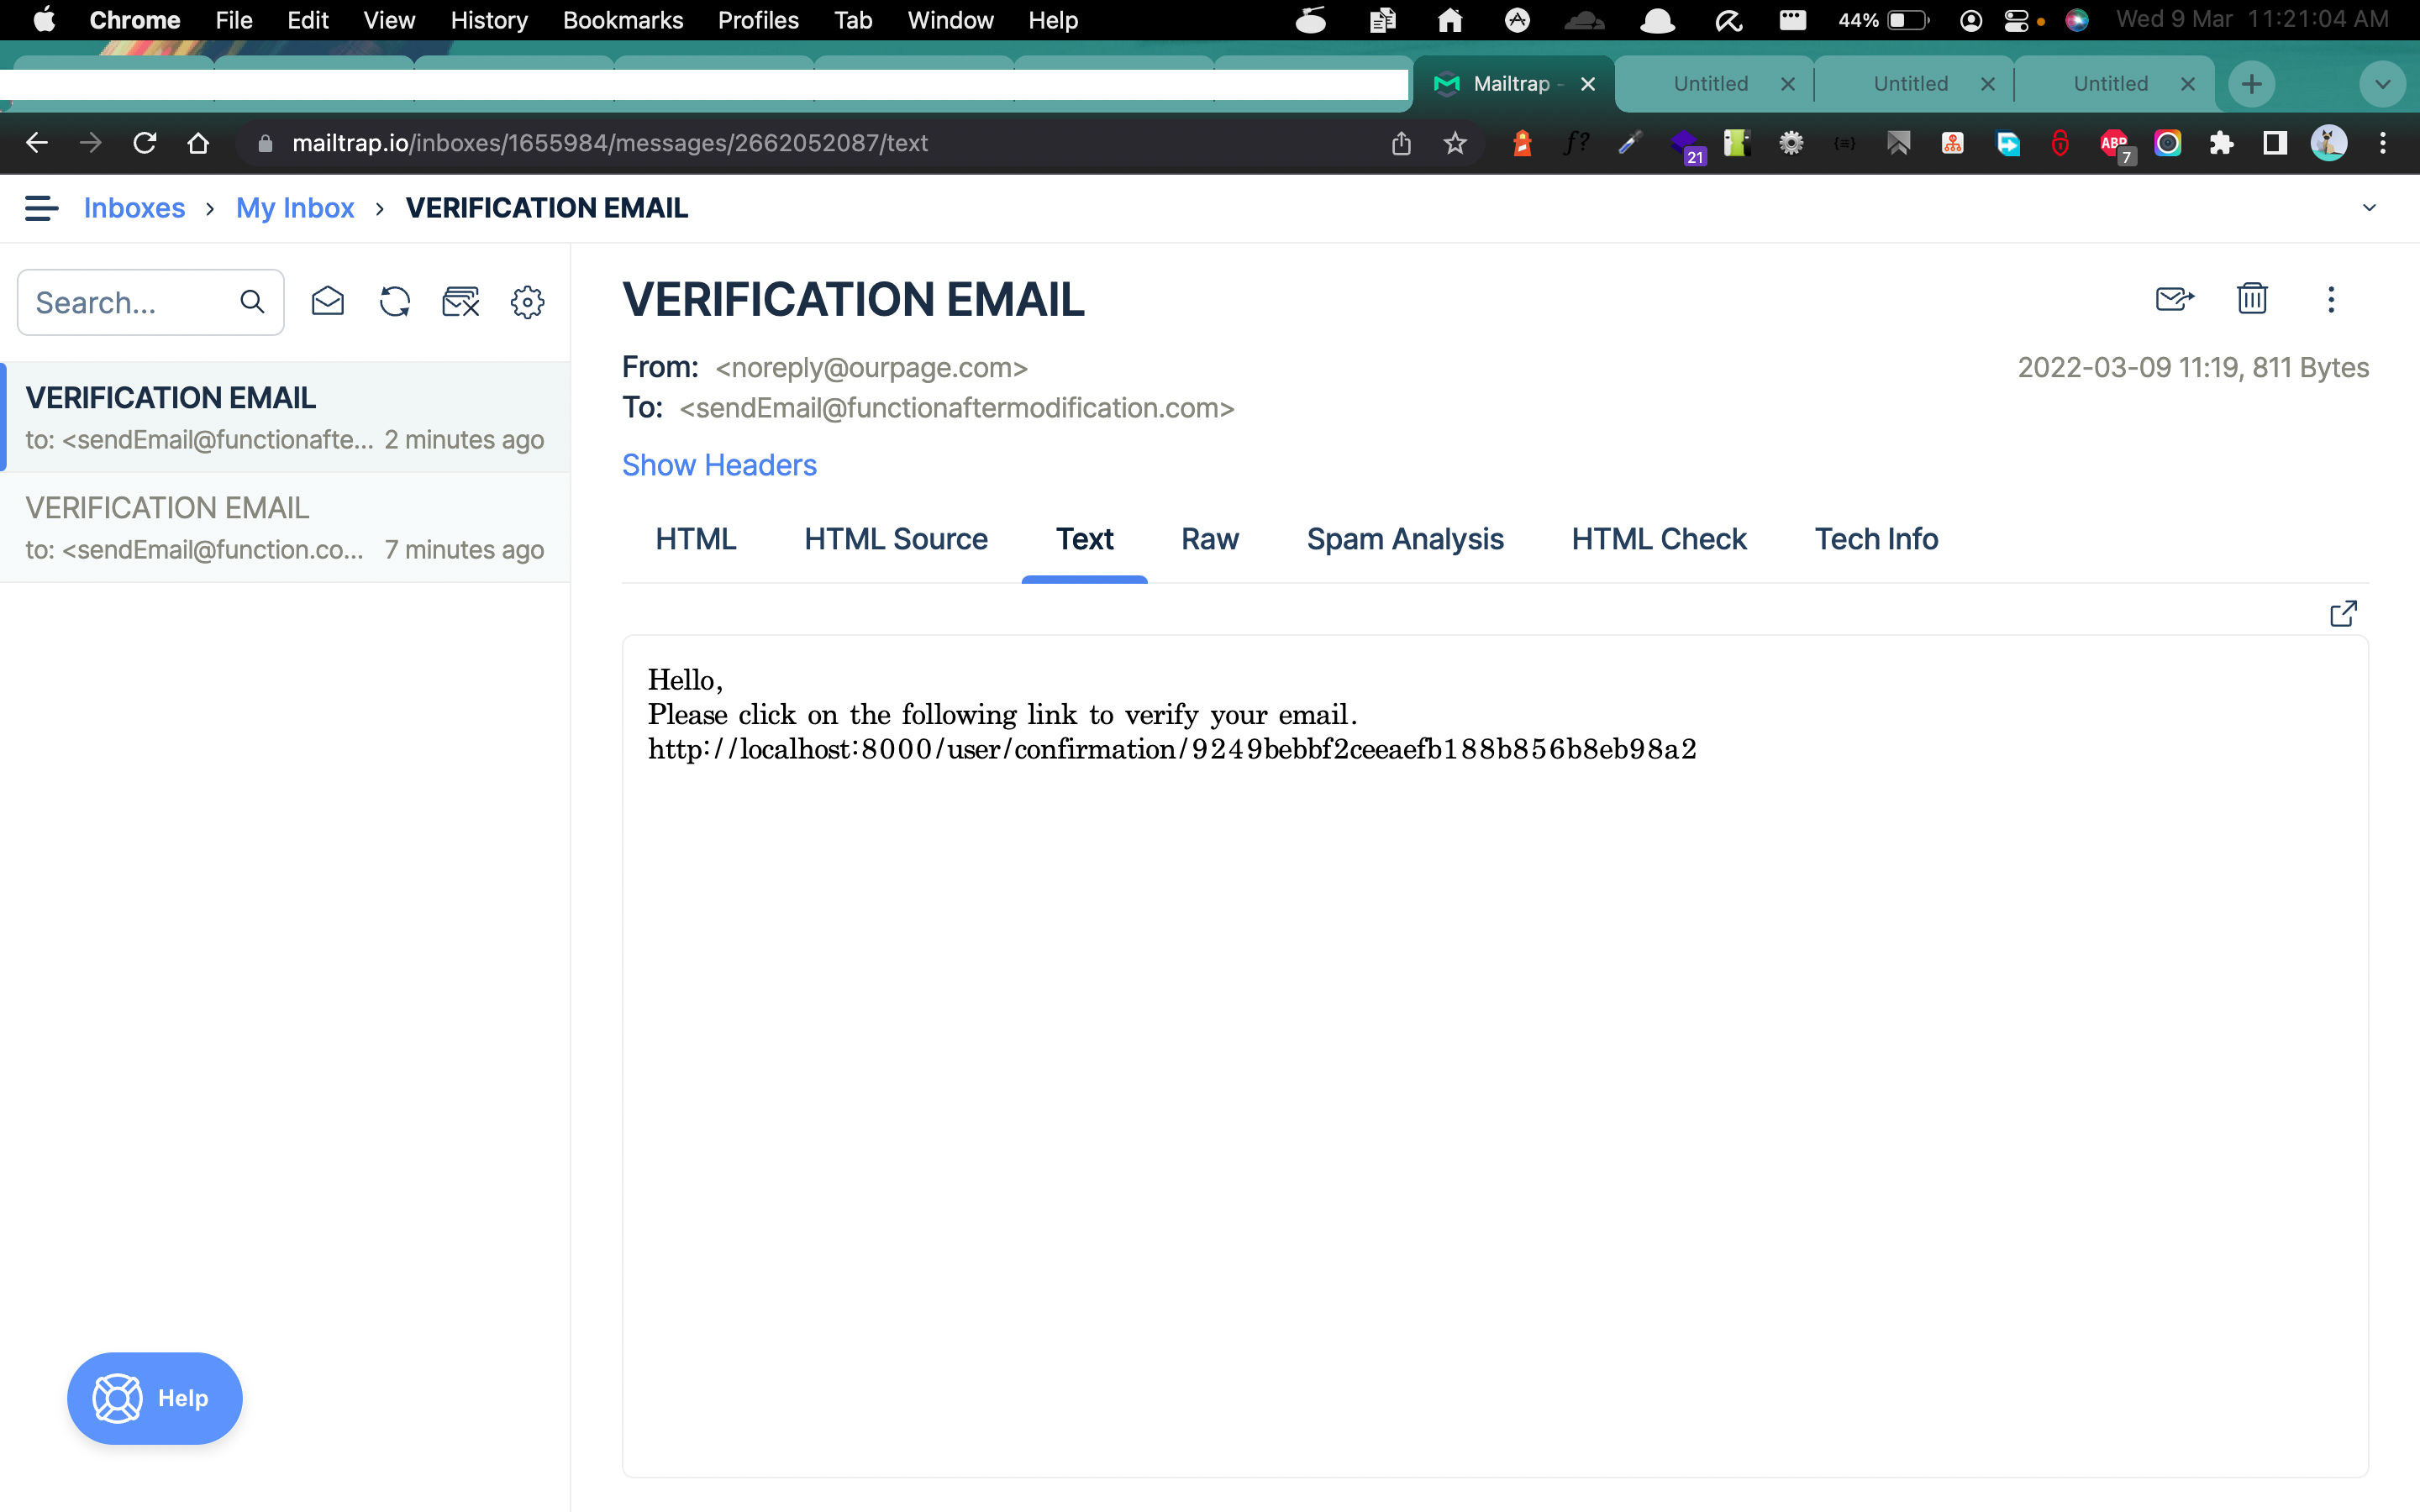 Chrome File Edit View History Bookmarks Profiles Tab Window Help 44% Wed 9 Mar 11:21:04 AM
Mailtrap - Untitled Untitled Untitled
mailtrap.io/inboxes/1655984/messages/2662052087/text f? 21 ABP 7
Inboxes > My Inbox > VERIFICATION EMAIL
Search...
VERIFICATION EMAIL
to: <sendEmail@functionafte... 2 minutes ago
VERIFICATION EMAIL
to: <sendEmail@function.co... 7 minutes ago
VERIFICATION EMAIL
From: <noreply@ourpage.com> 2022-03-09 11:19, 811 Bytes
To: <sendEmail@functionaftermodification.com>
Show Headers
HTML HTML Source Text Raw Spam Analysis HTML Check Tech Info
Hello,
Please click on the following link to verify your email.
http://localhost:8000/user/confirmation/9249bebbf2ceeaefb188b856b8eb98a2
Help